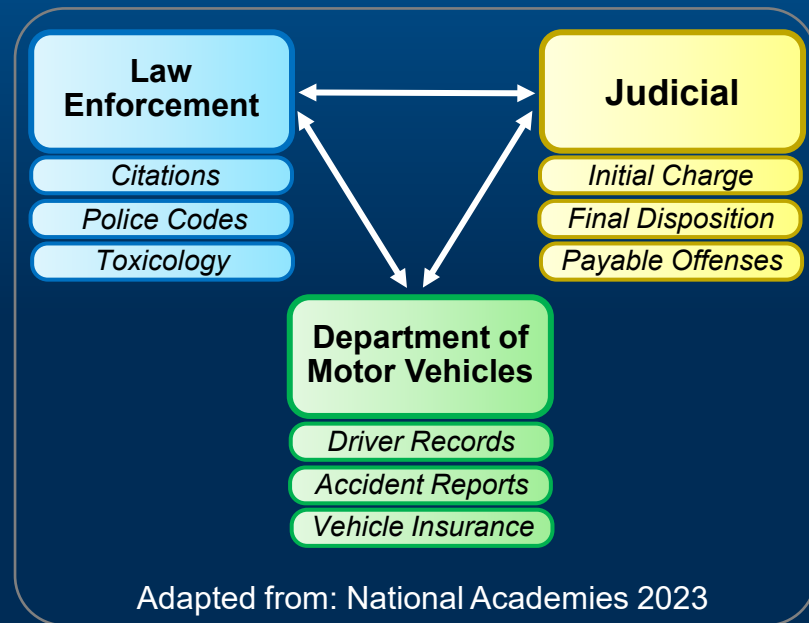 Law
Enforcement
Citations
Police Codes
Toxicology
Judicial
Initial Charge
Final Disposition
Payable Offenses
Department of
Motor Vehicles
Driver Records
Accident Reports
Vehicle Insurance
Adapted from: National Academies 2023